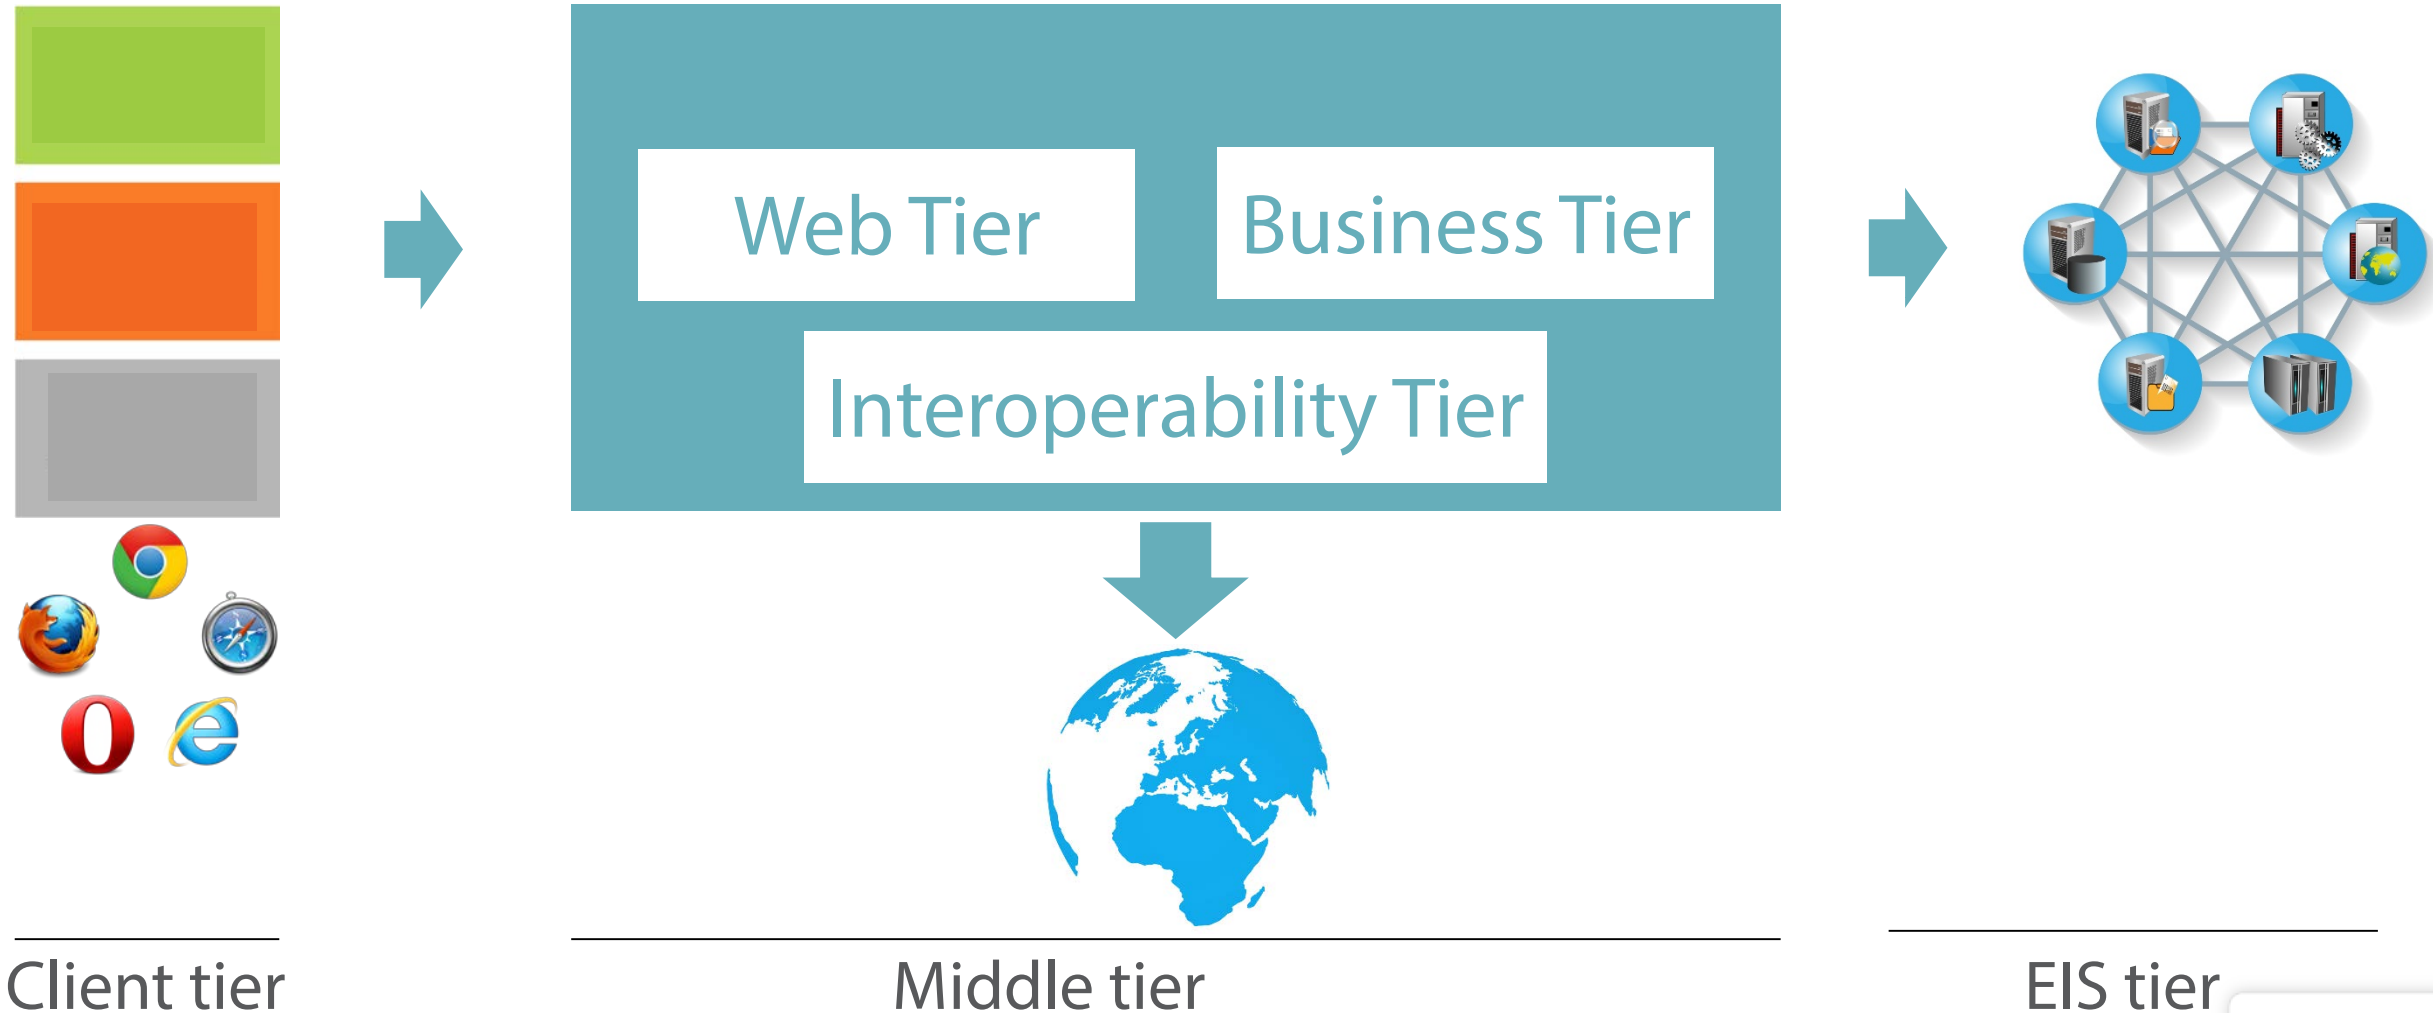 Web Tier
Business Tier
Interoperability Tier
Client tier
Middle tier
EIS tier